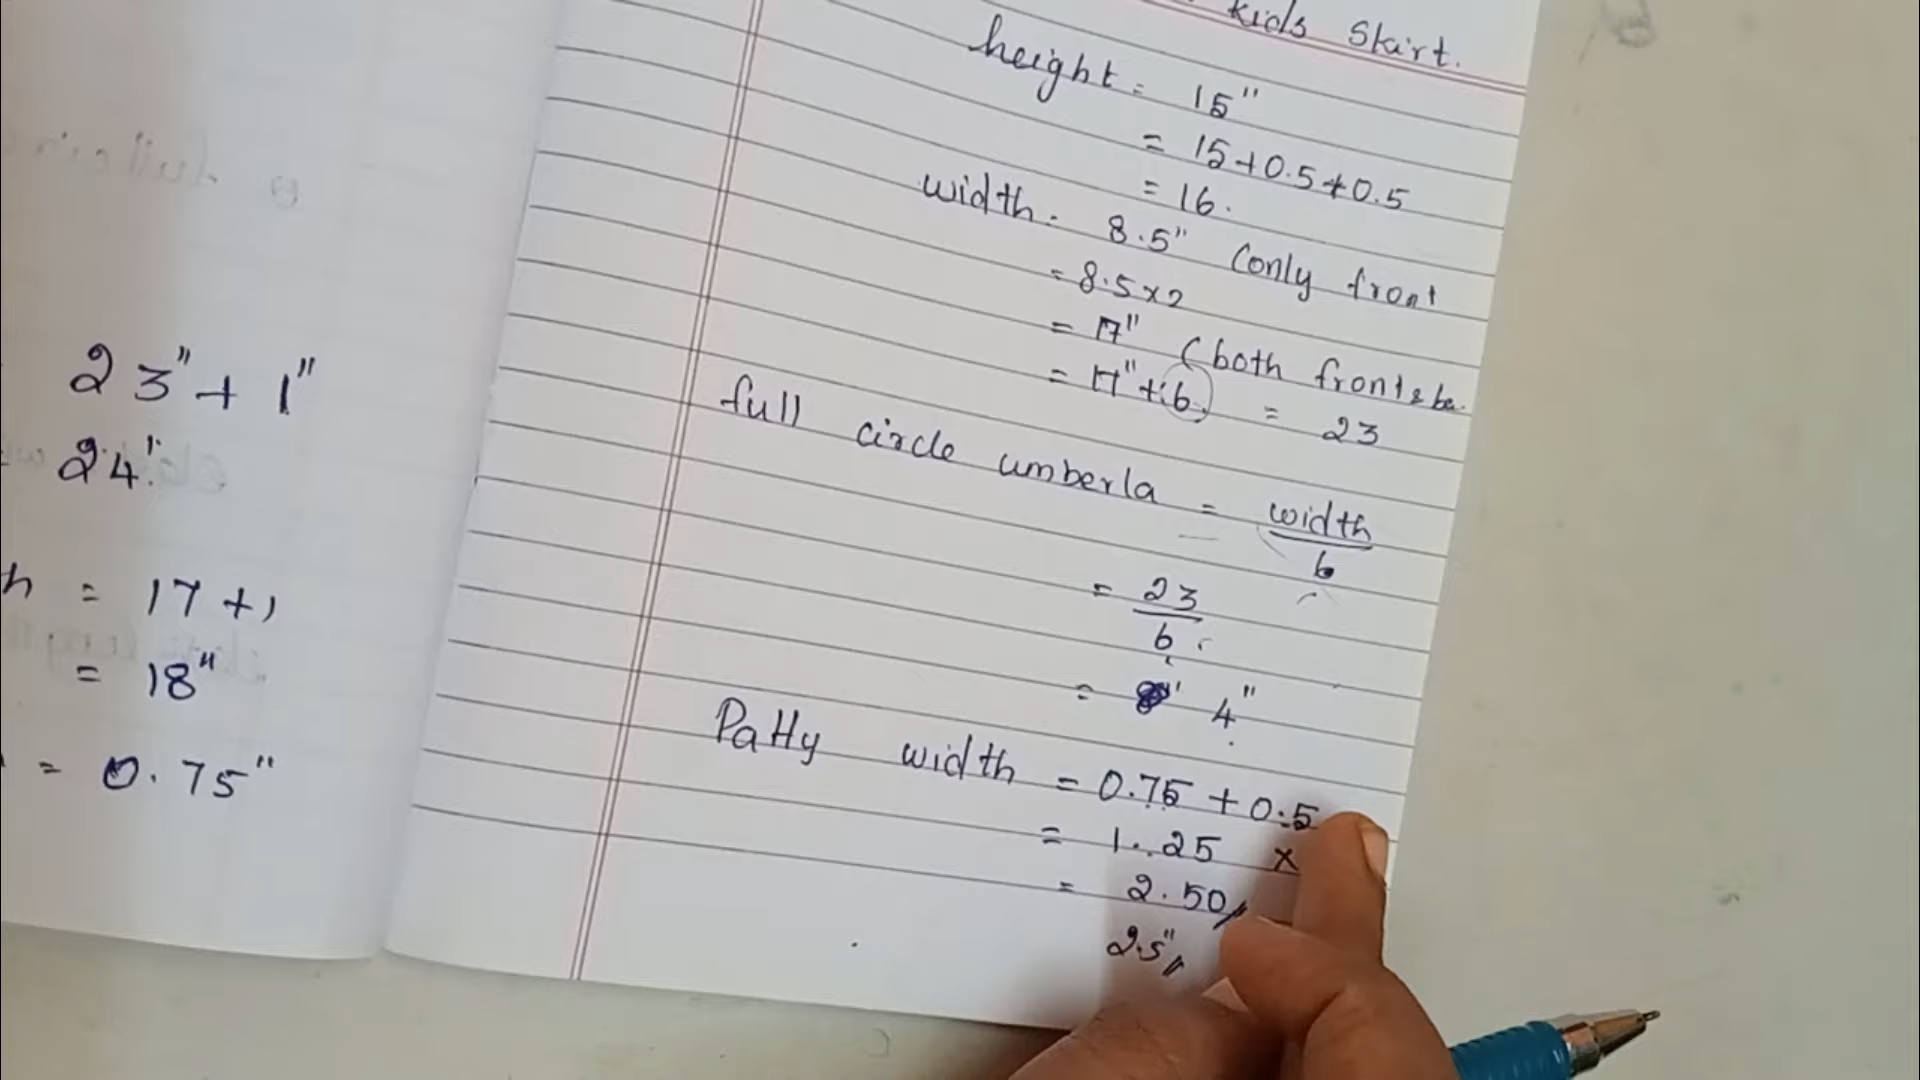 23"+ 1"
24"
= 17 +1
= 18"
= 0.75"
kids Skirt.
height = 15"
= 15+0.5+0.5
= 16.
width = 8.5" (only front
= 8.5x2
= 17" (both front & ba
= 17"+6. = 23
full circle umberla = width
6
= 23
6
= 4"
Patty width = 0.75 + 0.5
= 1.25 x
= 2.50
2.5"